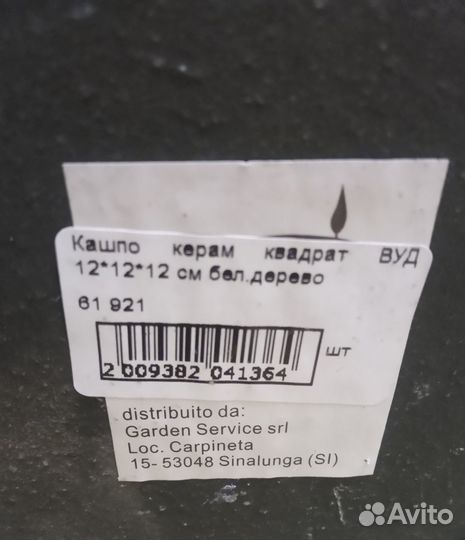 Кашпо керам квадрат ВУД
12*12*12 см бел.дерево
61 921
шт
2 009382 041364
distribuito da:
Garden Service srl
Loc. Carpineta
15- 53048 Sinalunga (SI)
Avito